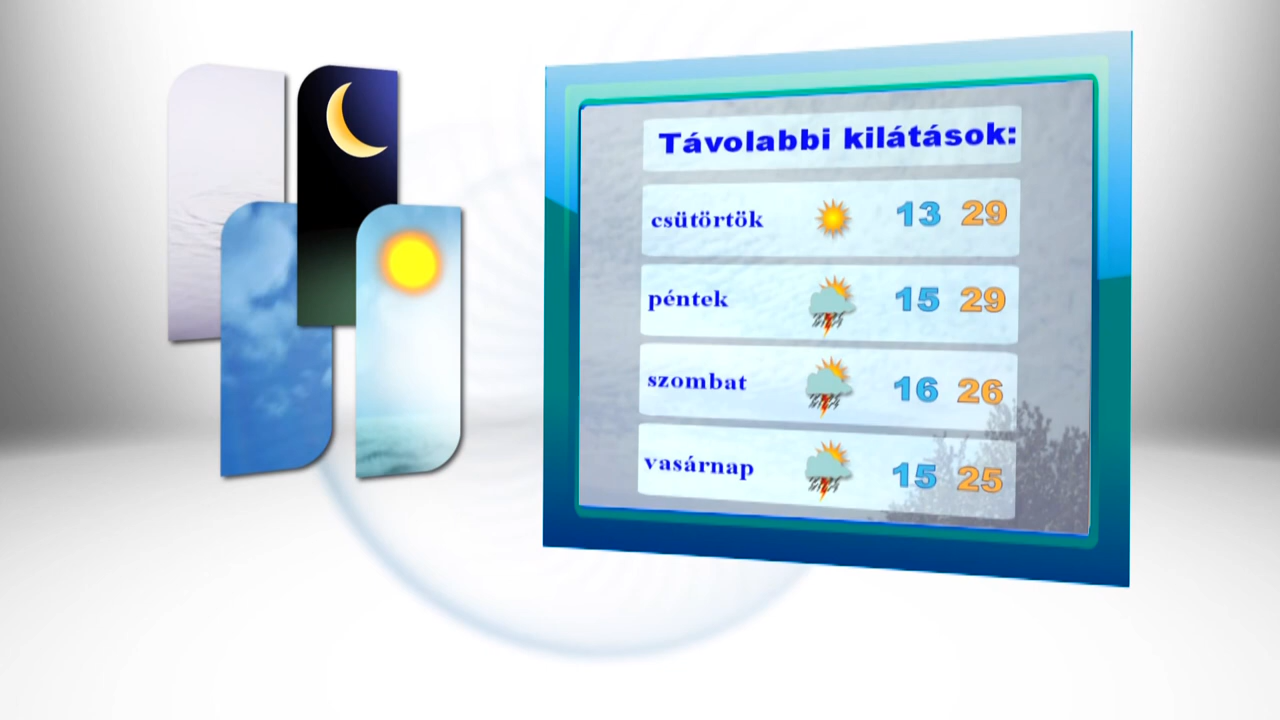 Távolabbi kilátások:
csütörtök 13 29
péntek 15 29
szombat 16 26
vasárnap 15 25